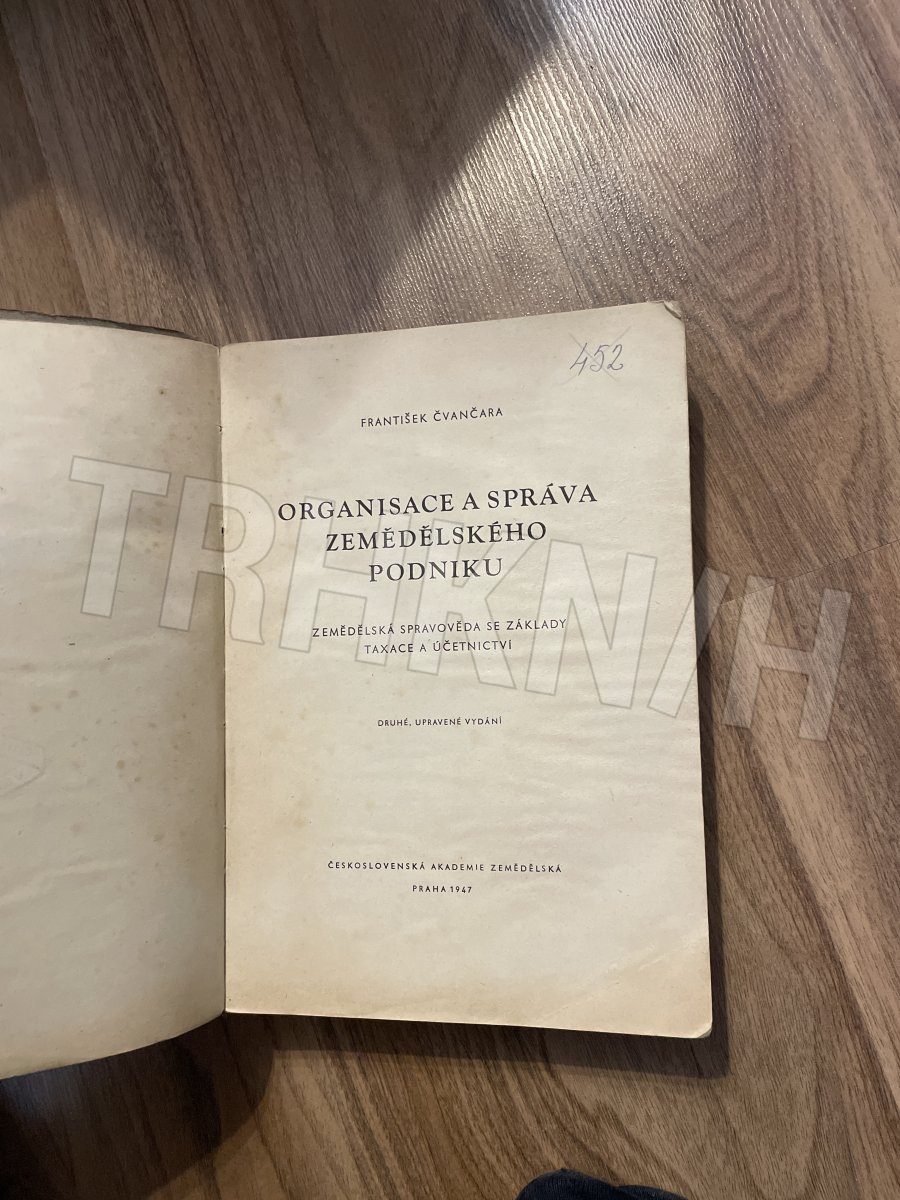 452
FRANTIŠEK ČVANČARA
ORGANISACE A SPRÁVA
ZEMĚDĚLSKÉHO
PODNIKU
ZEMĚDĚLSKÁ SPRAVOVĚDA SE ZÁKLADY
TAXACE A ÚČETNICTVÍ
DRUHÉ, UPRAVENÉ VYDÁNÍ
ČESKOSLOVENSKÁ AKADEMIE ZEMĚDĚLSKÁ
PRAHA 1947
TRHKNIH